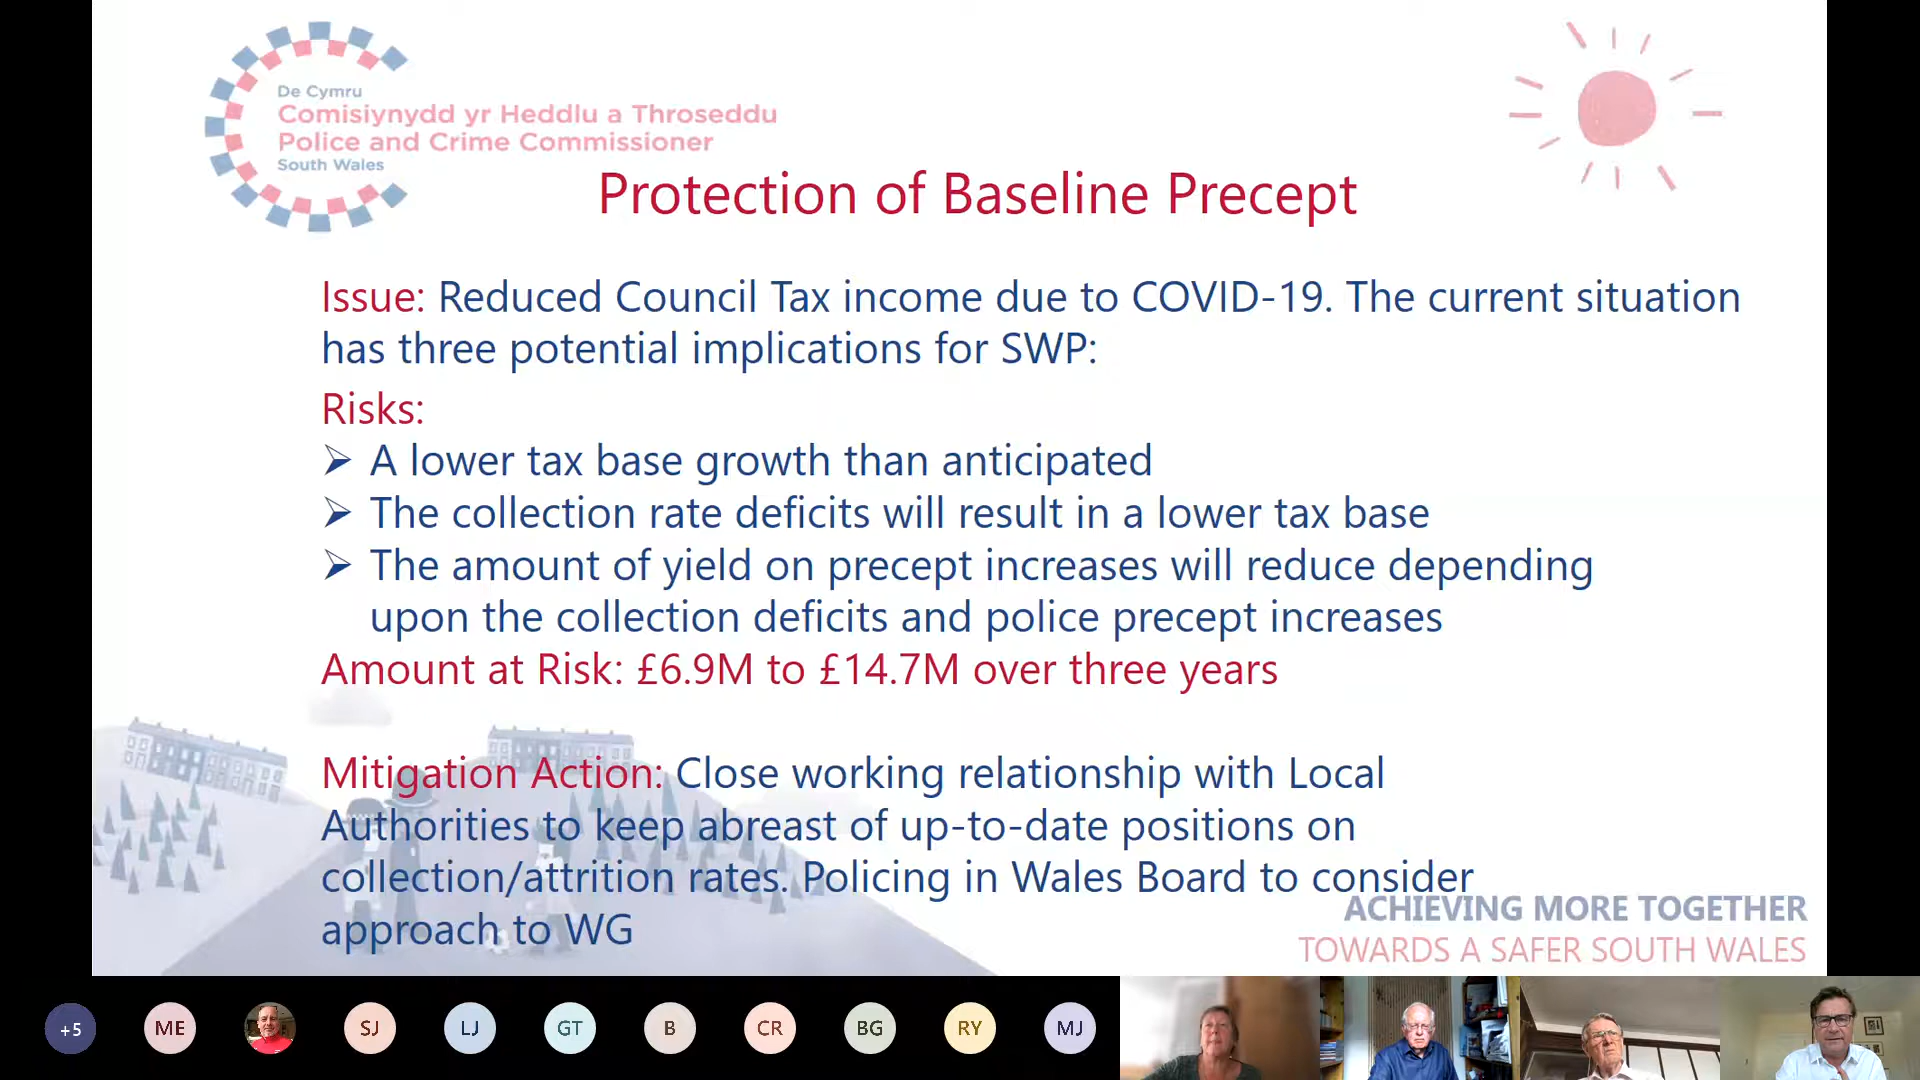 De Cymru
Comisiynydd yr Heddlu a Throseddu
Police and Crime Commissioner
South Wales
Protection of Baseline Precept
Issue: Reduced Council Tax income due to COVID-19. The current situation
has three potential implications for SWP:
Risks:
➢ A lower tax base growth than anticipated
➢ The collection rate deficits will result in a lower tax base
➢ The amount of yield on precept increases will reduce depending
upon the collection deficits and police precept increases
Amount at Risk: £6.9M to £14.7M over three years
Mitigation Action: Close working relationship with Local
Authorities to keep abreast of up-to-date positions on
collection/attrition rates. Policing in Wales Board to consider
approach to WG
ACHIEVING MORE TOGETHER
TOWARDS A SAFER SOUTH WALES
+5 ME SJ LJ GT B CR BG RY MJ